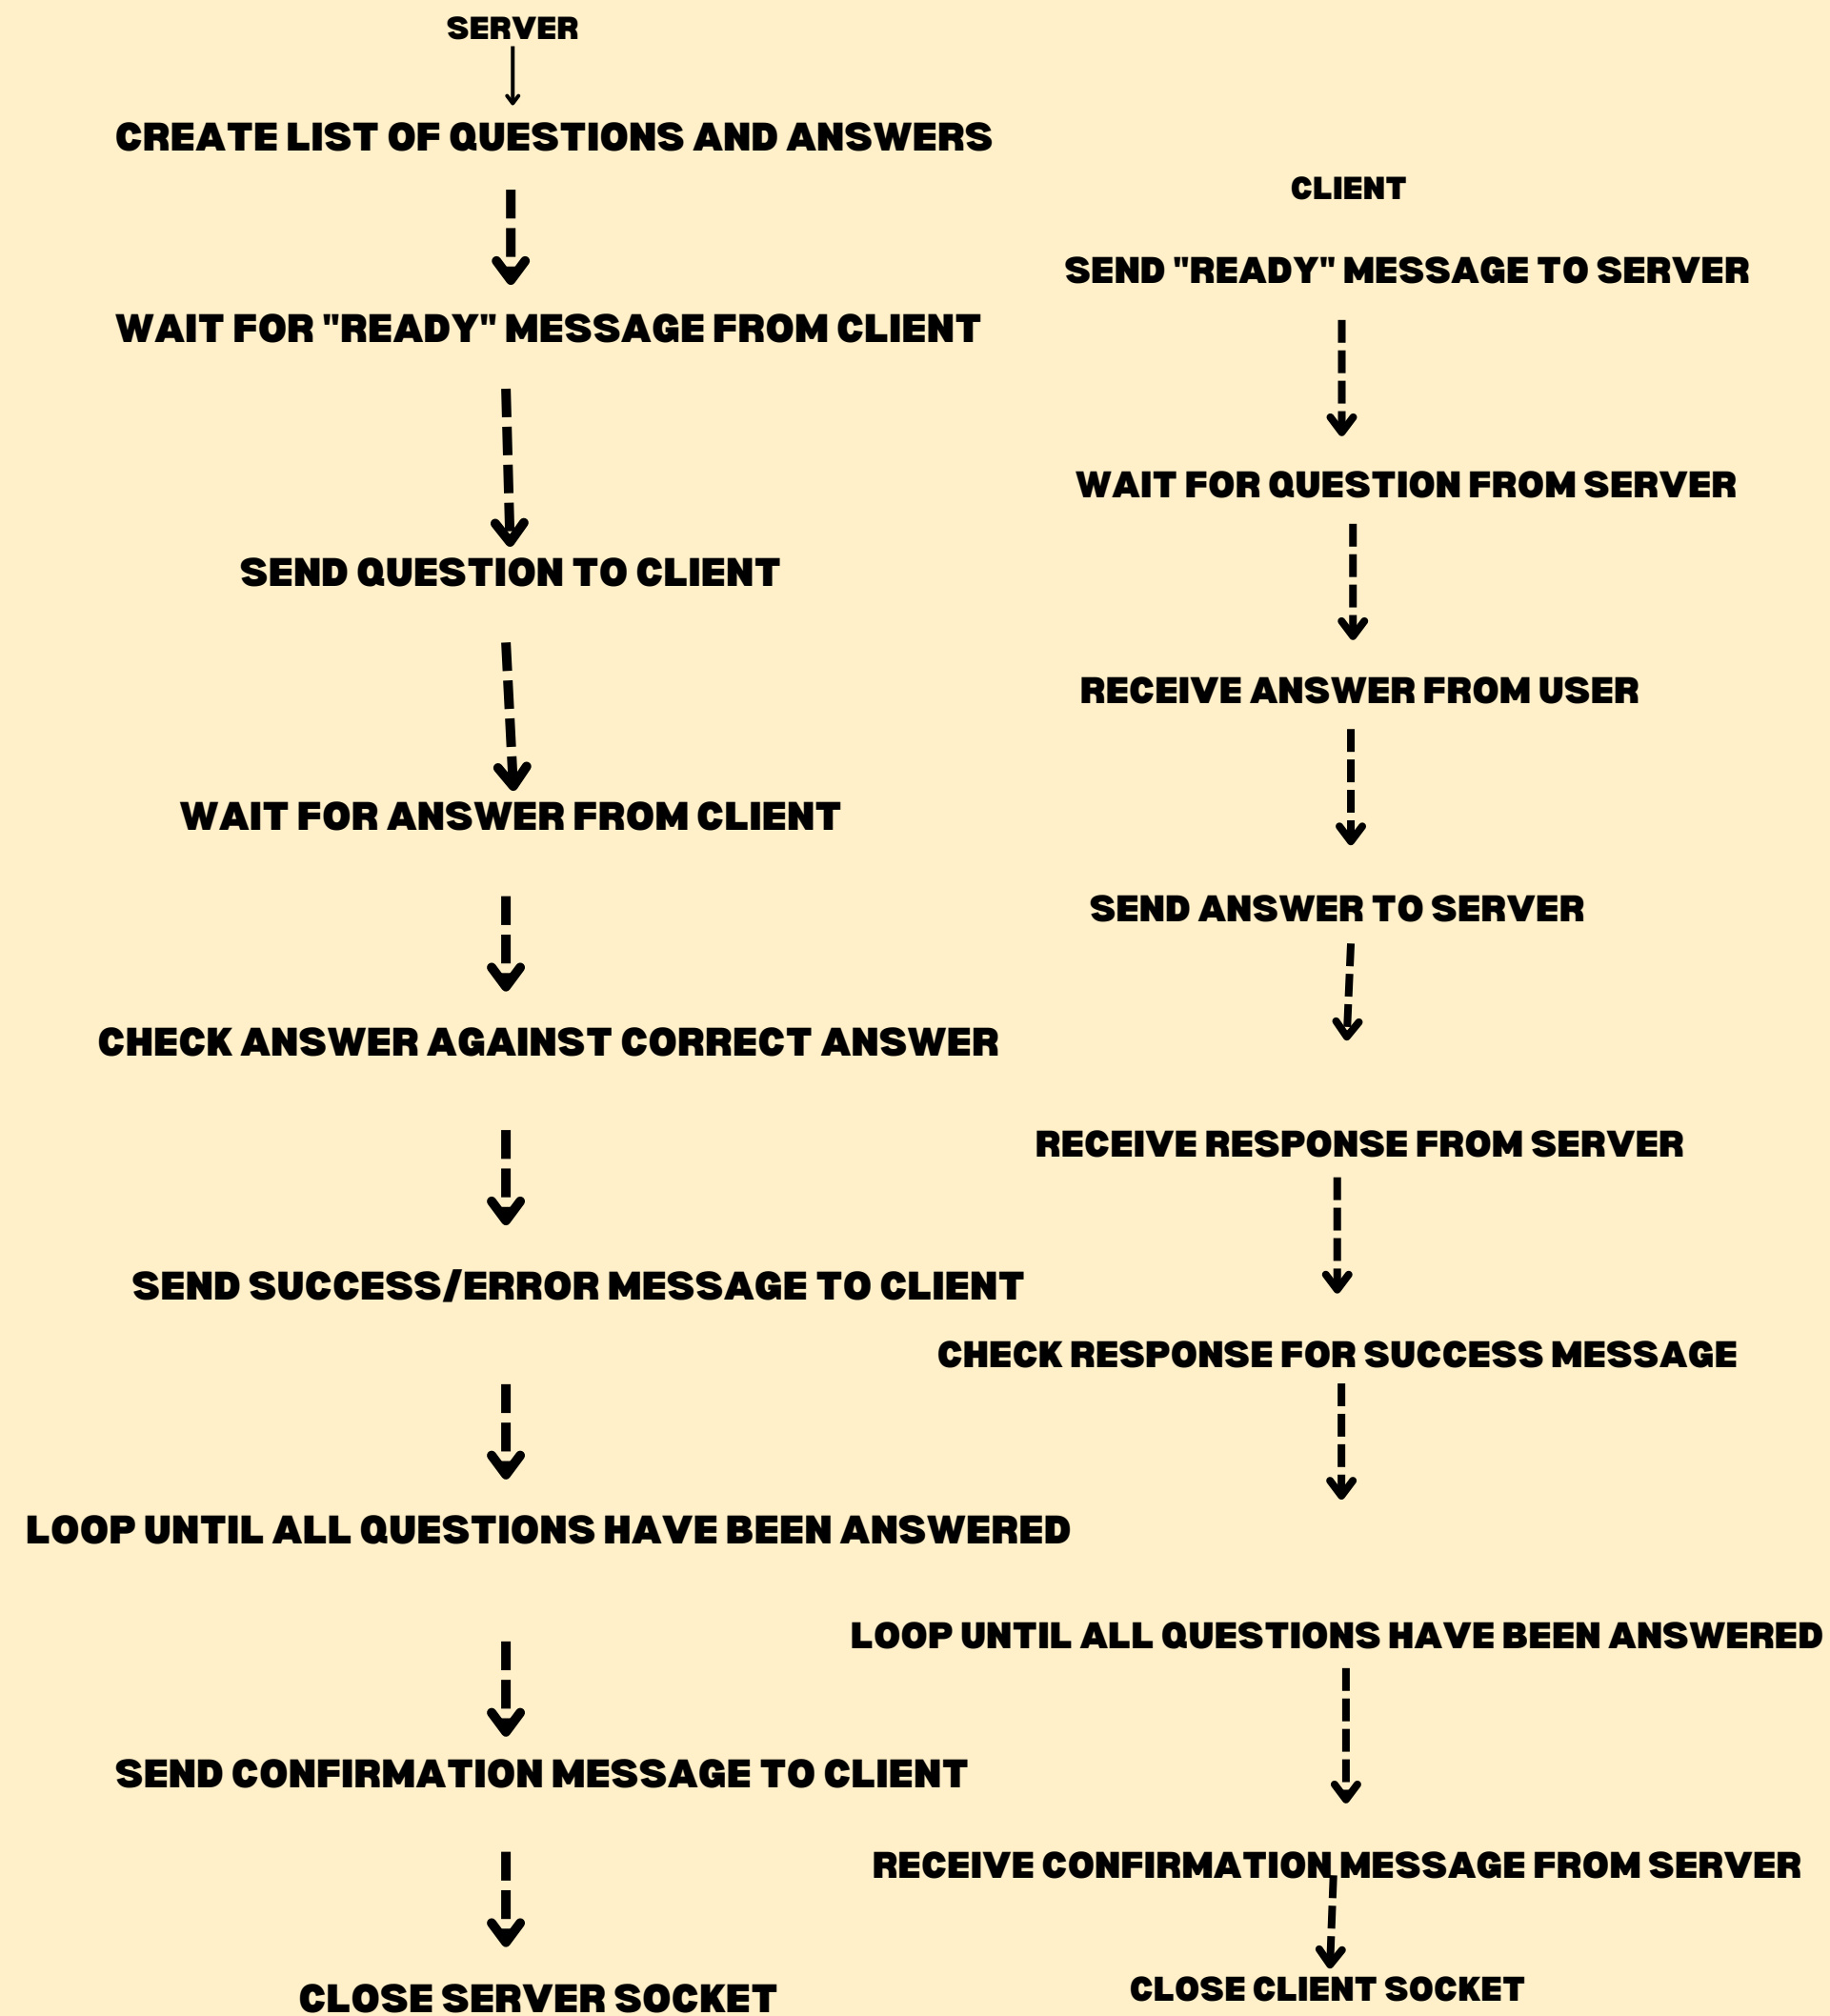 SERVER
CREATE LIST OF QUESTIONS AND ANSWERS
WAIT FOR "READY" MESSAGE FROM CLIENT
SEND QUESTION TO CLIENT
WAIT FOR ANSWER FROM CLIENT
CHECK ANSWER AGAINST CORRECT ANSWER
SEND SUCCESS/ERROR MESSAGE TO CLIENT
LOOP UNTIL ALL QUESTIONS HAVE BEEN ANSWERED
SEND CONFIRMATION MESSAGE TO CLIENT
CLOSE SERVER SOCKET
CLIENT
SEND "READY" MESSAGE TO SERVER
WAIT FOR QUESTION FROM SERVER
RECEIVE ANSWER FROM USER
SEND ANSWER TO SERVER
RECEIVE RESPONSE FROM SERVER
CHECK RESPONSE FOR SUCCESS MESSAGE
LOOP UNTIL ALL QUESTIONS HAVE BEEN ANSWERED
RECEIVE CONFIRMATION MESSAGE FROM SERVER
CLOSE CLIENT SOCKET